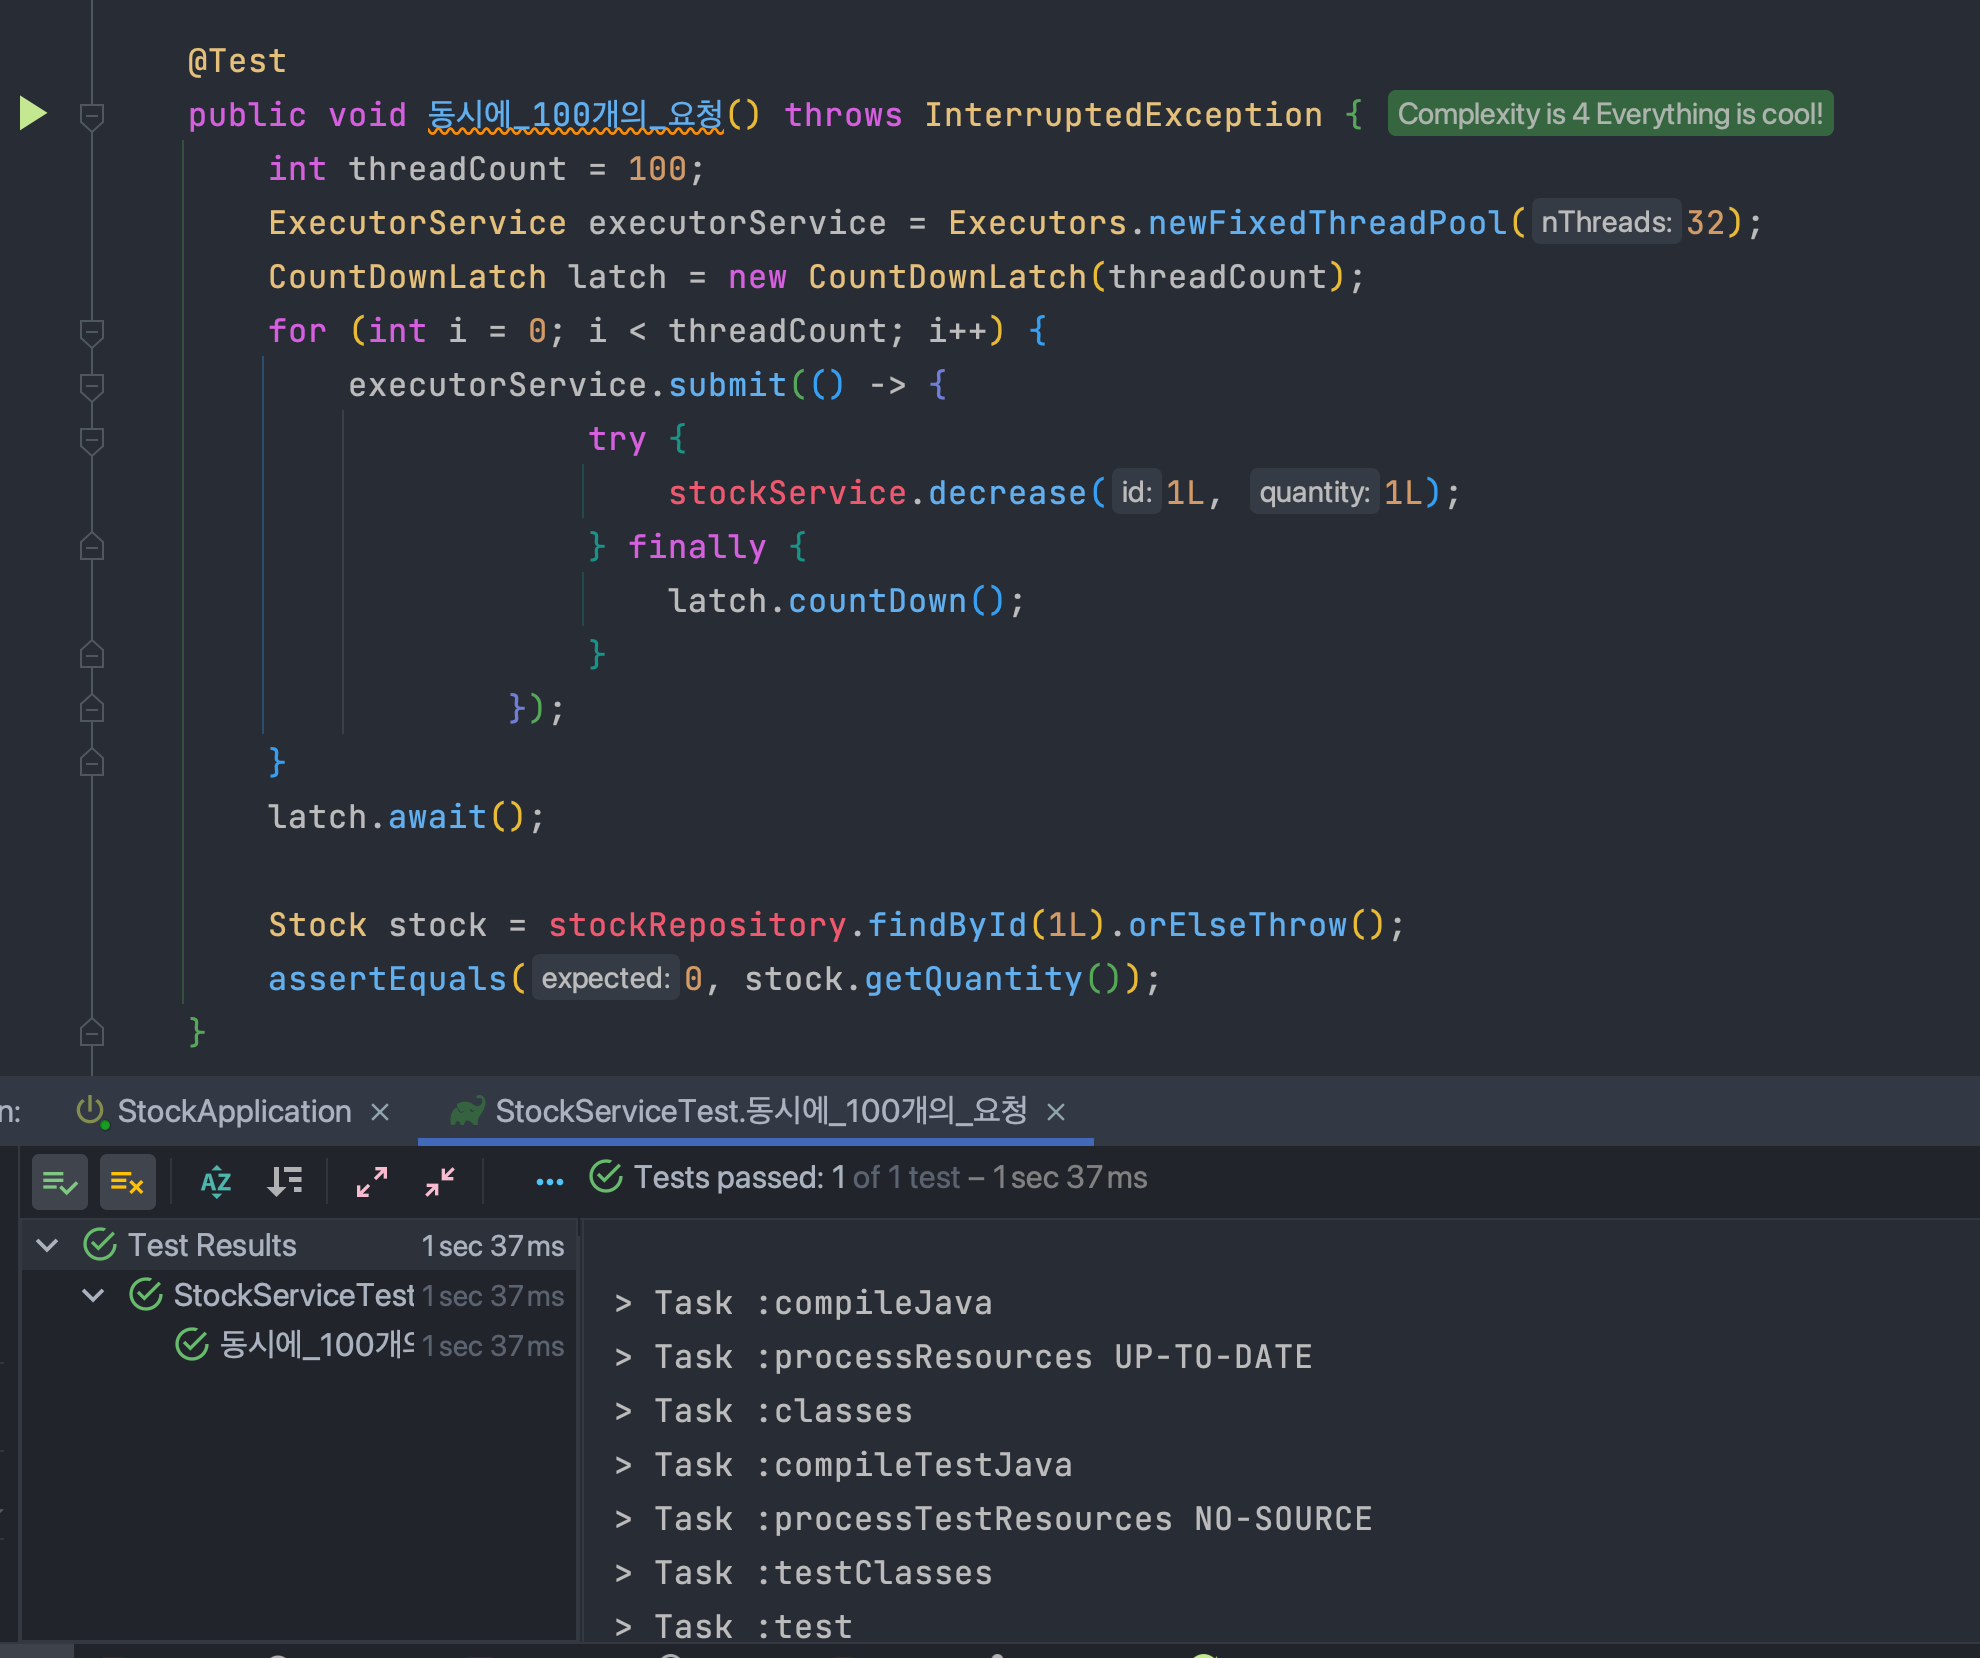 @Test
public void 동시에_100개의_요청() throws InterruptedException { Complexity is 4 Everything is cool!
int threadCount = 100;
ExecutorService executorService = Executors.newFixedThreadPool( nThreads: 32);
CountDownLatch latch = new CountDownLatch(threadCount);
for (int i = 0; i < threadCount; i++) {
executorService.submit(() -> {
try {
stockService.decrease( id: 1L, quantity: 1L);
} finally {
latch.countDown();
}
});
}
latch.await();
Stock stock = stockRepository.findById(1L).orElseThrow();
assertEquals( expected: 0, stock.getQuantity());
}
n: StockApplication × StockServiceTest.동시에_100개의_요청 ×
Tests passed: 1 of 1 test – 1 sec 37 ms
Test Results 1 sec 37 ms
StockServiceTest 1 sec 37 ms
동시에_100개의 1 sec 37 ms
> Task :compileJava
> Task :processResources UP-TO-DATE
> Task :classes
> Task :compileTestJava
> Task :processTestResources NO-SOURCE
> Task :testClasses
> Task :test